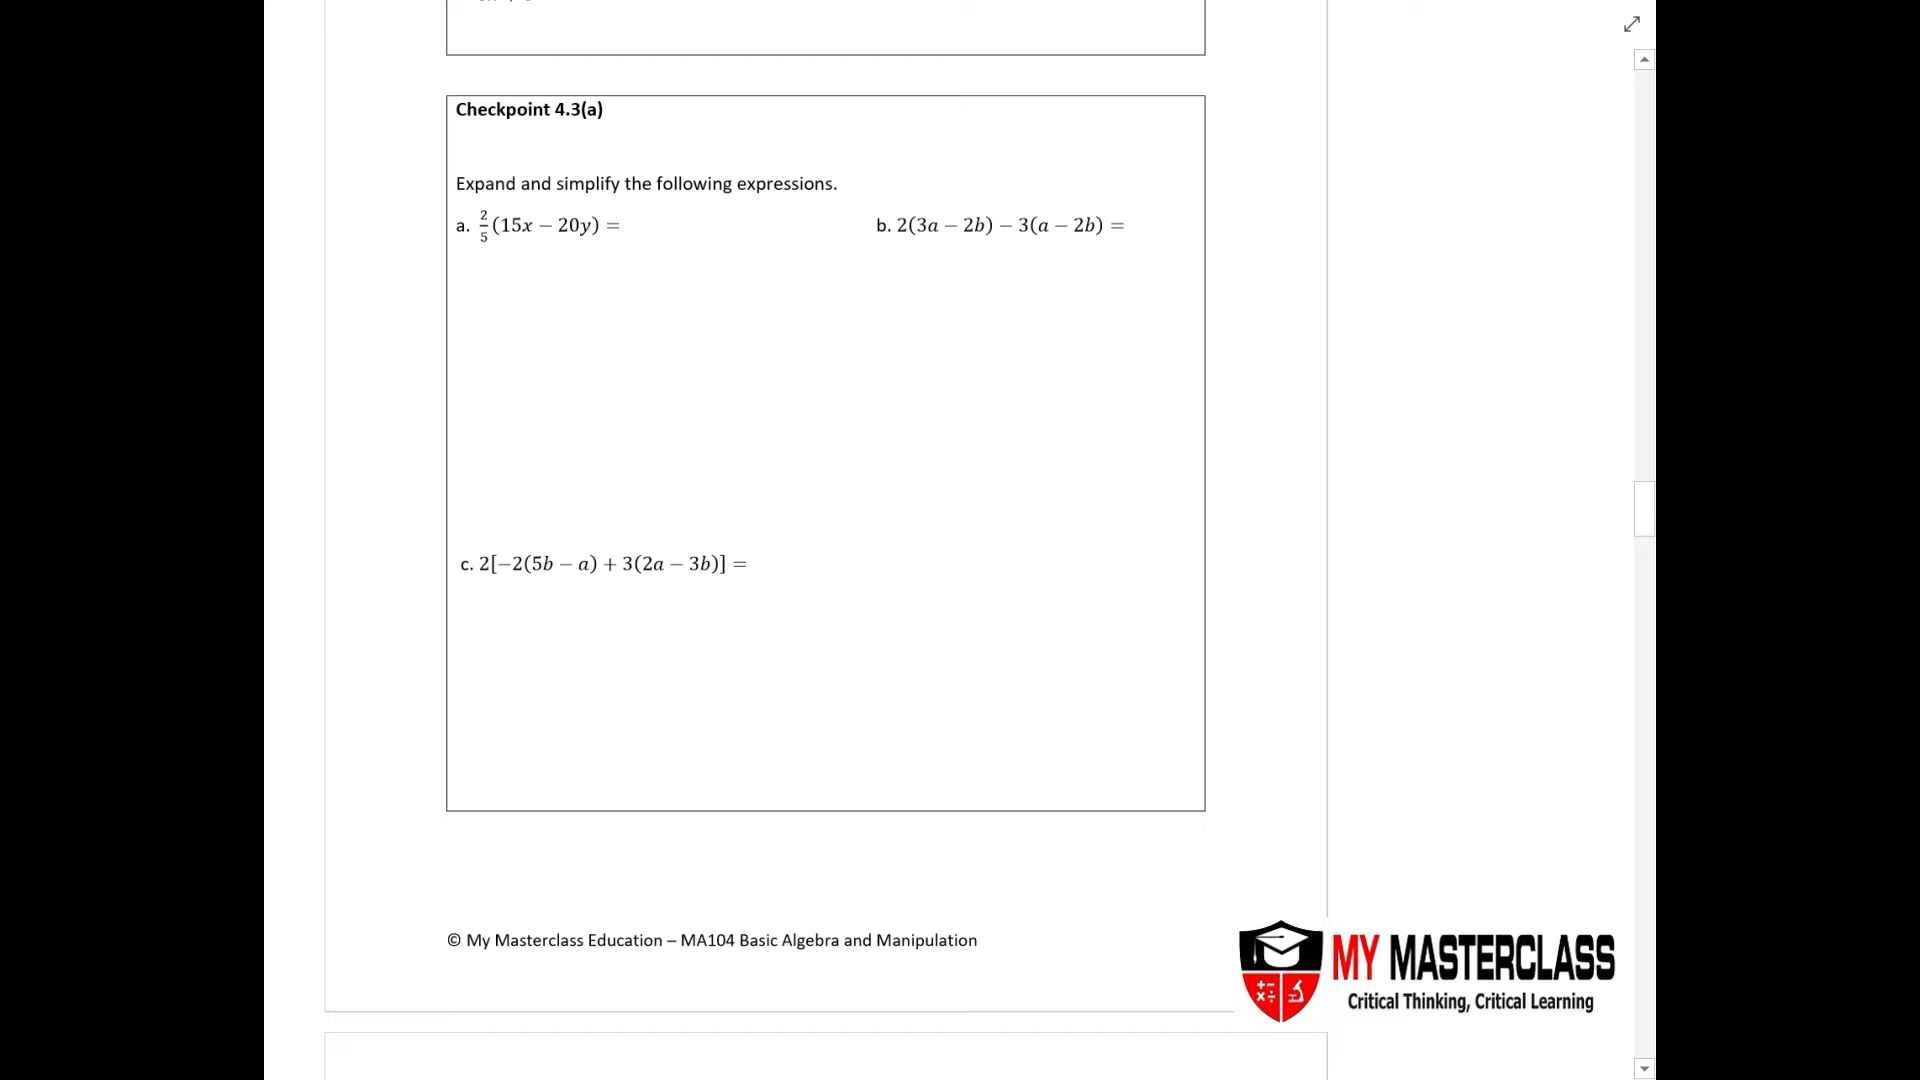 Checkpoint 4.3(a)
Expand and simplify the following expressions.
a. 2/5(15x − 20y) =
b. 2(3a − 2b) − 3(a − 2b) =
c. 2[−2(5b − a) + 3(2a − 3b)] =
© My Masterclass Education – MA104 Basic Algebra and Manipulation
MY MASTERCLASS
Critical Thinking, Critical Learning